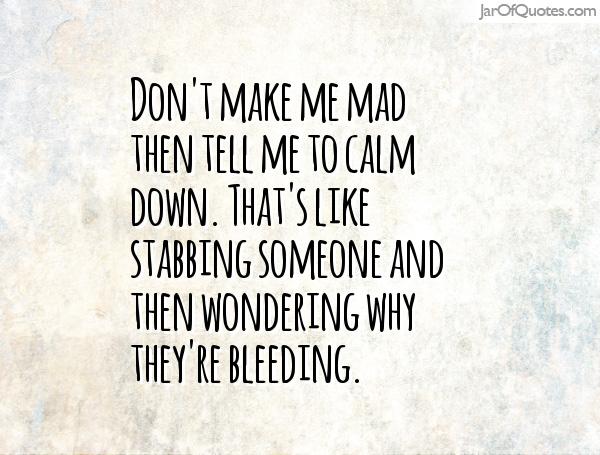 JarOfQuotes.com
Don't make me mad
then tell me to calm
down. That's like
stabbing someone and
then wondering why
they're bleeding.